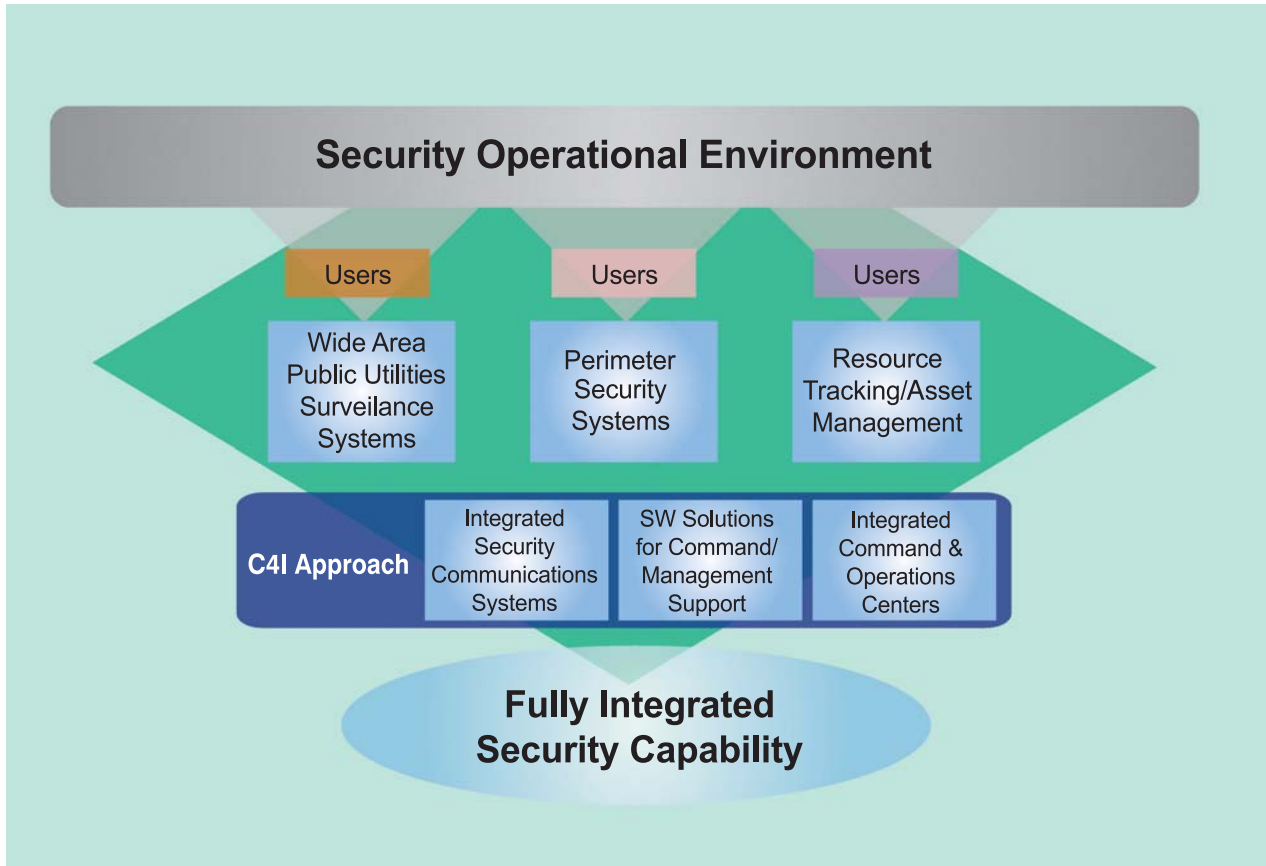 Security Operational Environment
Users
Users
Users
Wide Area
Public Utilities
Surveilance
Systems
Perimeter
Security
Systems
Resource
Tracking/Asset
Management
C4I Approach
Integrated
Security
Communications
Systems
SW Solutions
for Command/
Management
Support
Integrated
Command &
Operations
Centers
Fully Integrated
Security Capability